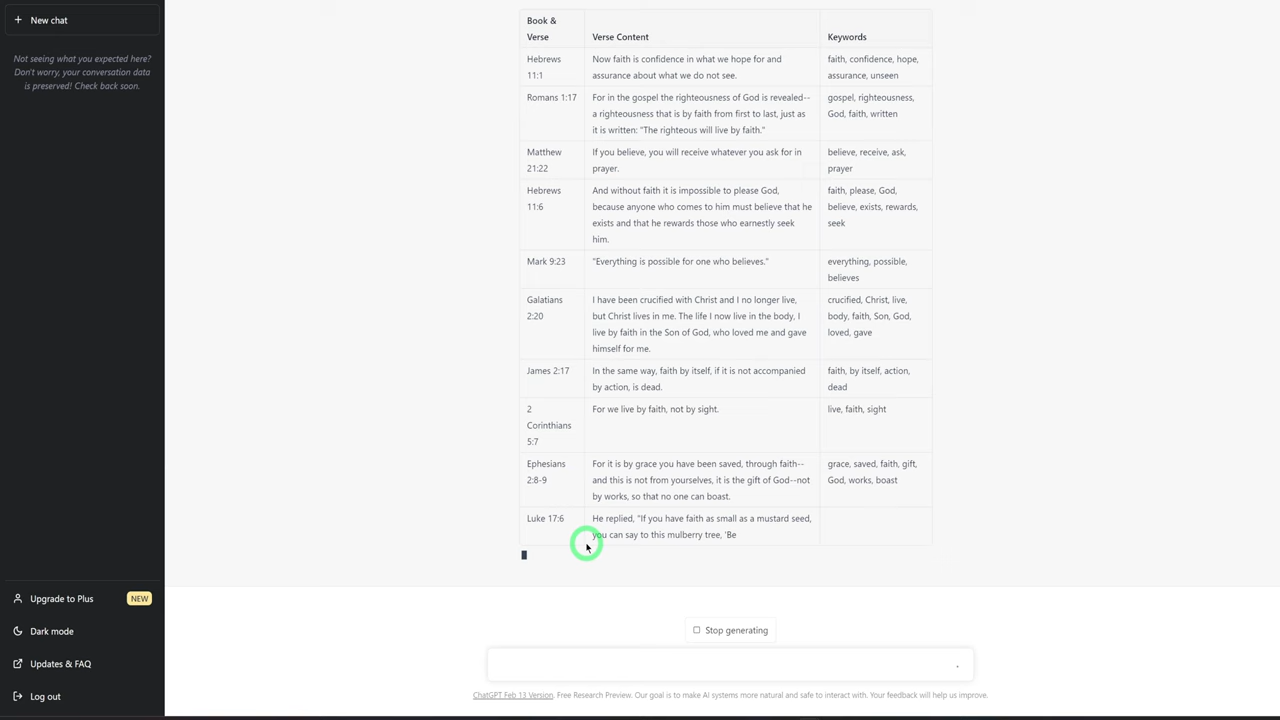 New chat
Not seeing what you expected here?
Don't worry, your conversation data
is preserved! Check back soon.
Book &
Verse
Verse Content
Keywords
Hebrews
11:1
Now faith is confidence in what we hope for and
assurance about what we do not see.
faith, confidence, hope,
assurance, unseen
Romans 1:17
For in the gospel the righteousness of God is revealed--
a righteousness that is by faith from first to last, just as
it is written: "The righteous will live by faith."
gospel, righteousness,
God, faith, written
Matthew
21:22
If you believe, you will receive whatever you ask for in
prayer.
believe, receive, ask,
prayer
Hebrews
11:6
And without faith it is impossible to please God,
because anyone who comes to him must believe that he
exists and that he rewards those who earnestly seek
him.
faith, please, God,
believe, exists, rewards,
seek
Mark 9:23
"Everything is possible for one who believes."
everything, possible,
believes
Galatians
2:20
I have been crucified with Christ and I no longer live,
but Christ lives in me. The life I now live in the body, I
live by faith in the Son of God, who loved me and gave
himself for me.
crucified, Christ, live,
body, faith, Son, God,
loved, gave
James 2:17
In the same way, faith by itself, if it is not accompanied
by action, is dead.
faith, by itself, action,
dead
2
Corinthians
5:7
For we live by faith, not by sight.
live, faith, sight
Ephesians
2:8-9
For it is by grace you have been saved, through faith--
and this is not from yourselves, it is the gift of God--not
by works, so that no one can boast.
grace, saved, faith, gift,
God, works, boast
Luke 17:6
He replied, "If you have faith as small as a mustard seed,
you can say to this mulberry tree, 'Be
Upgrade to Plus
NEW
Dark mode
Updates & FAQ
Log out
Stop generating
ChatGPT Feb 13 Version. Free Research Preview. Our goal is to make AI systems more natural and safe to interact with. Your feedback will help us improve.